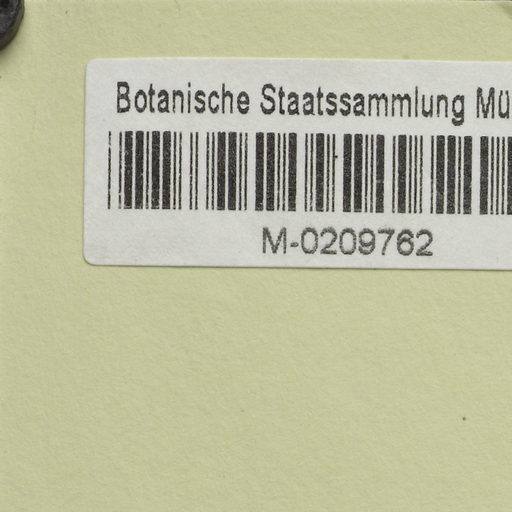 Botanische Staatssammlung Mü
M-0209762